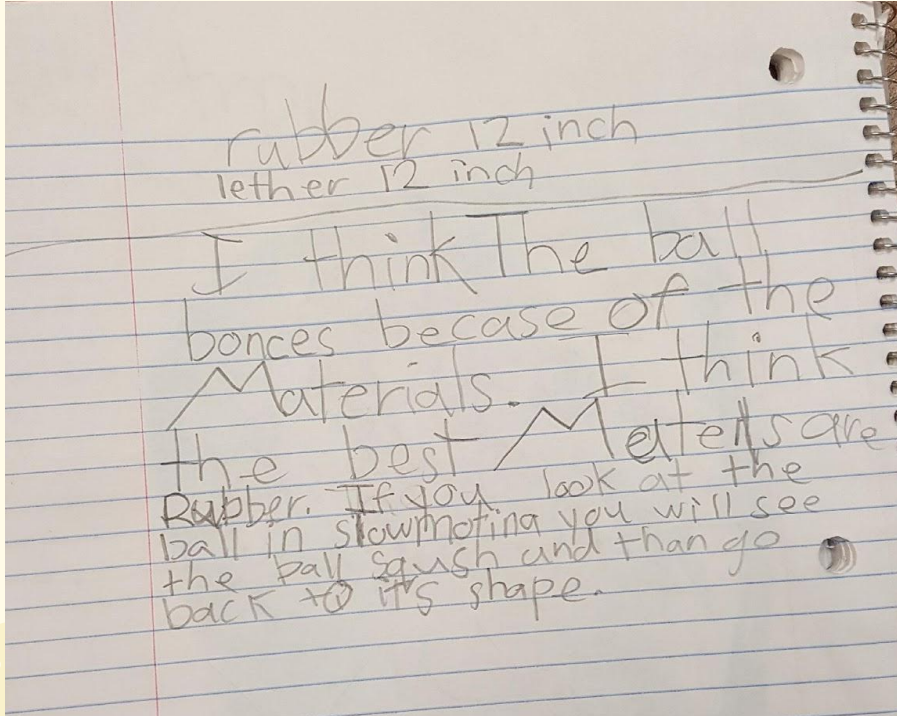 rubber 12 inch
lether 12 inch
I think The ball
bonces becase of the
Materials. I think
the best Matells are
Rubber. If you look at the
ball in slowmotina you will see
the ball sqush and than go
back to it's shape.